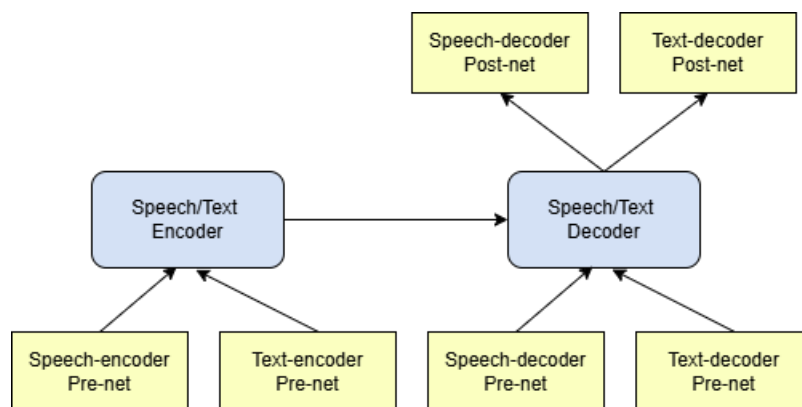 Speech-decoder
Post-net
Text-decoder
Post-net
Speech/Text
Encoder
Speech/Text
Decoder
Speech-encoder
Pre-net
Text-encoder
Pre-net
Speech-decoder
Pre-net
Text-decoder
Pre-net